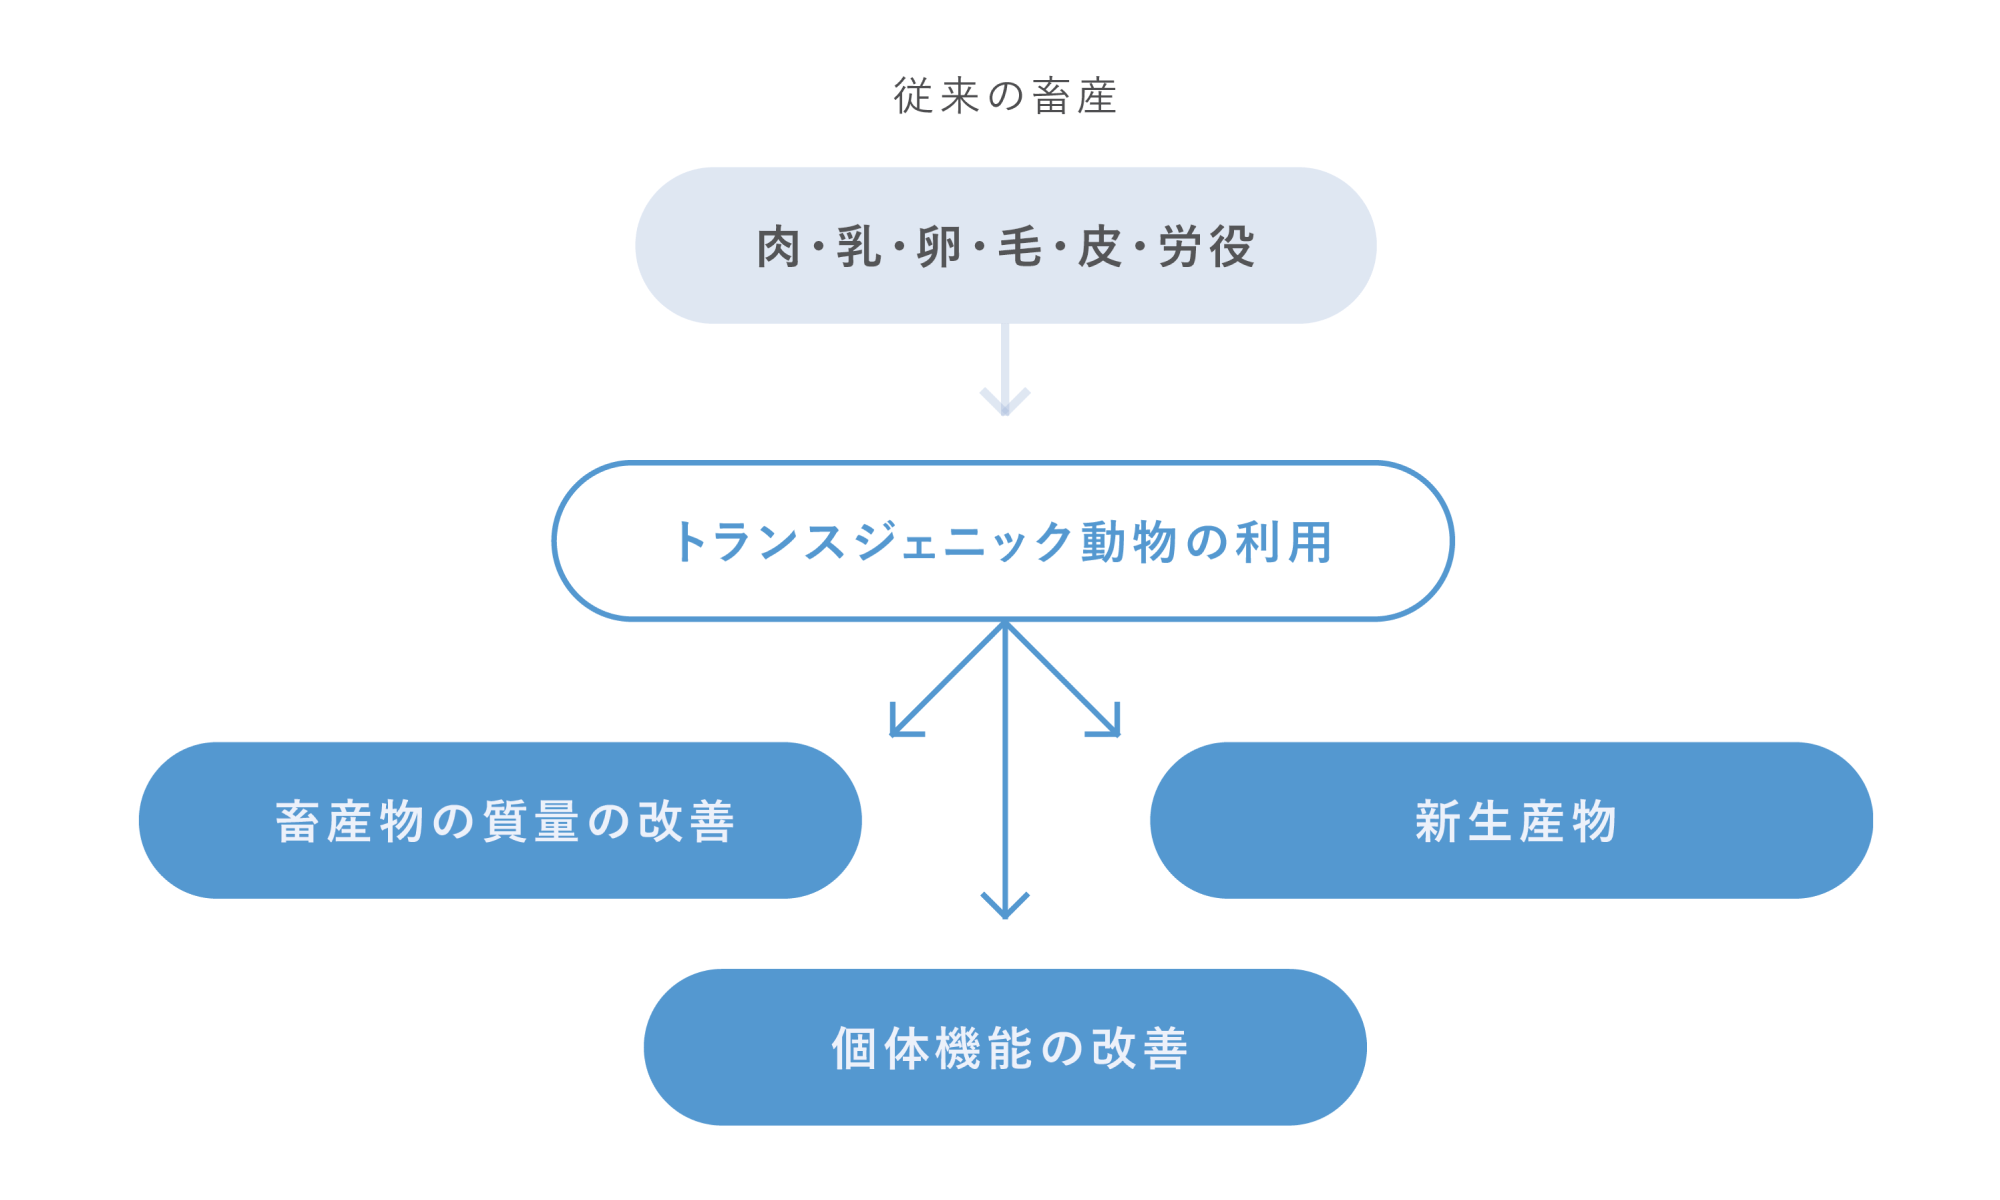 従来の畜産
肉・乳・卵・毛・皮・労役
トランスジェニック動物の利用
畜産物の質量の改善
新生産物
個体機能の改善